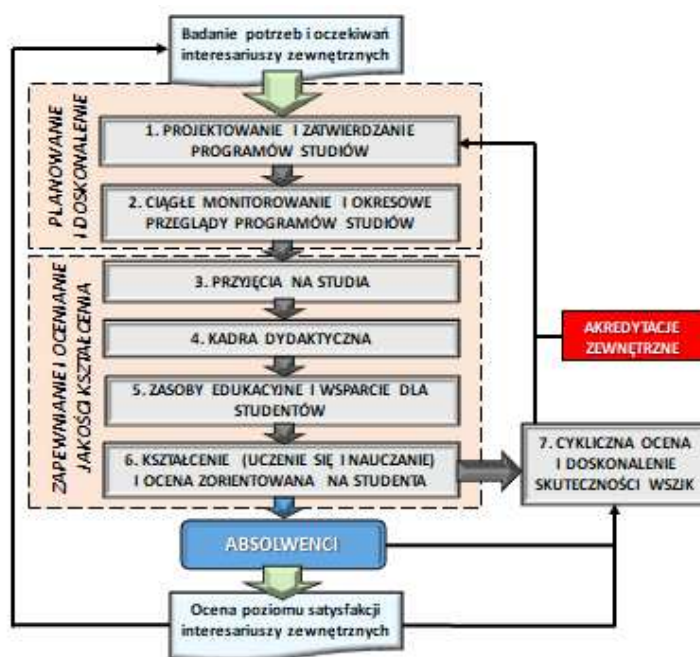 Badanie potrzeb i oczekiwań
interesariuszy zewnętrznych
PLANOWANIE
I DOSKONALENIE
1. PROJEKTOWANIE I ZATWIERDZANIE
PROGRAMÓW STUDIÓW
2. CIĄGŁE MONITOROWANIE I OKRESOWE
PRZEGLĄDY PROGRAMÓW STUDIÓW
ZAPEWNIANIE I OCENIANIE
JAKOŚCI KSZTAŁCENIA
3. PRZYJĘCIA NA STUDIA
4. KADRA DYDAKTYCZNA
5. ZASOBY EDUKACYJNE I WSPARCIE DLA
STUDENTÓW
6. KSZTAŁCENIE (UCZENIE SIĘ I NAUCZANIE)
I OCENA ZORIENTOWANA NA STUDENTA
AKREDYTACJE
ZEWNĘTRZNE
7. CYKLICZNA OCENA
I DOSKONALENIE
SKUTECZNOŚCI WSZJK
ABSOLWENCI
Ocena poziomu satysfakcji
interesariuszy zewnętrznych